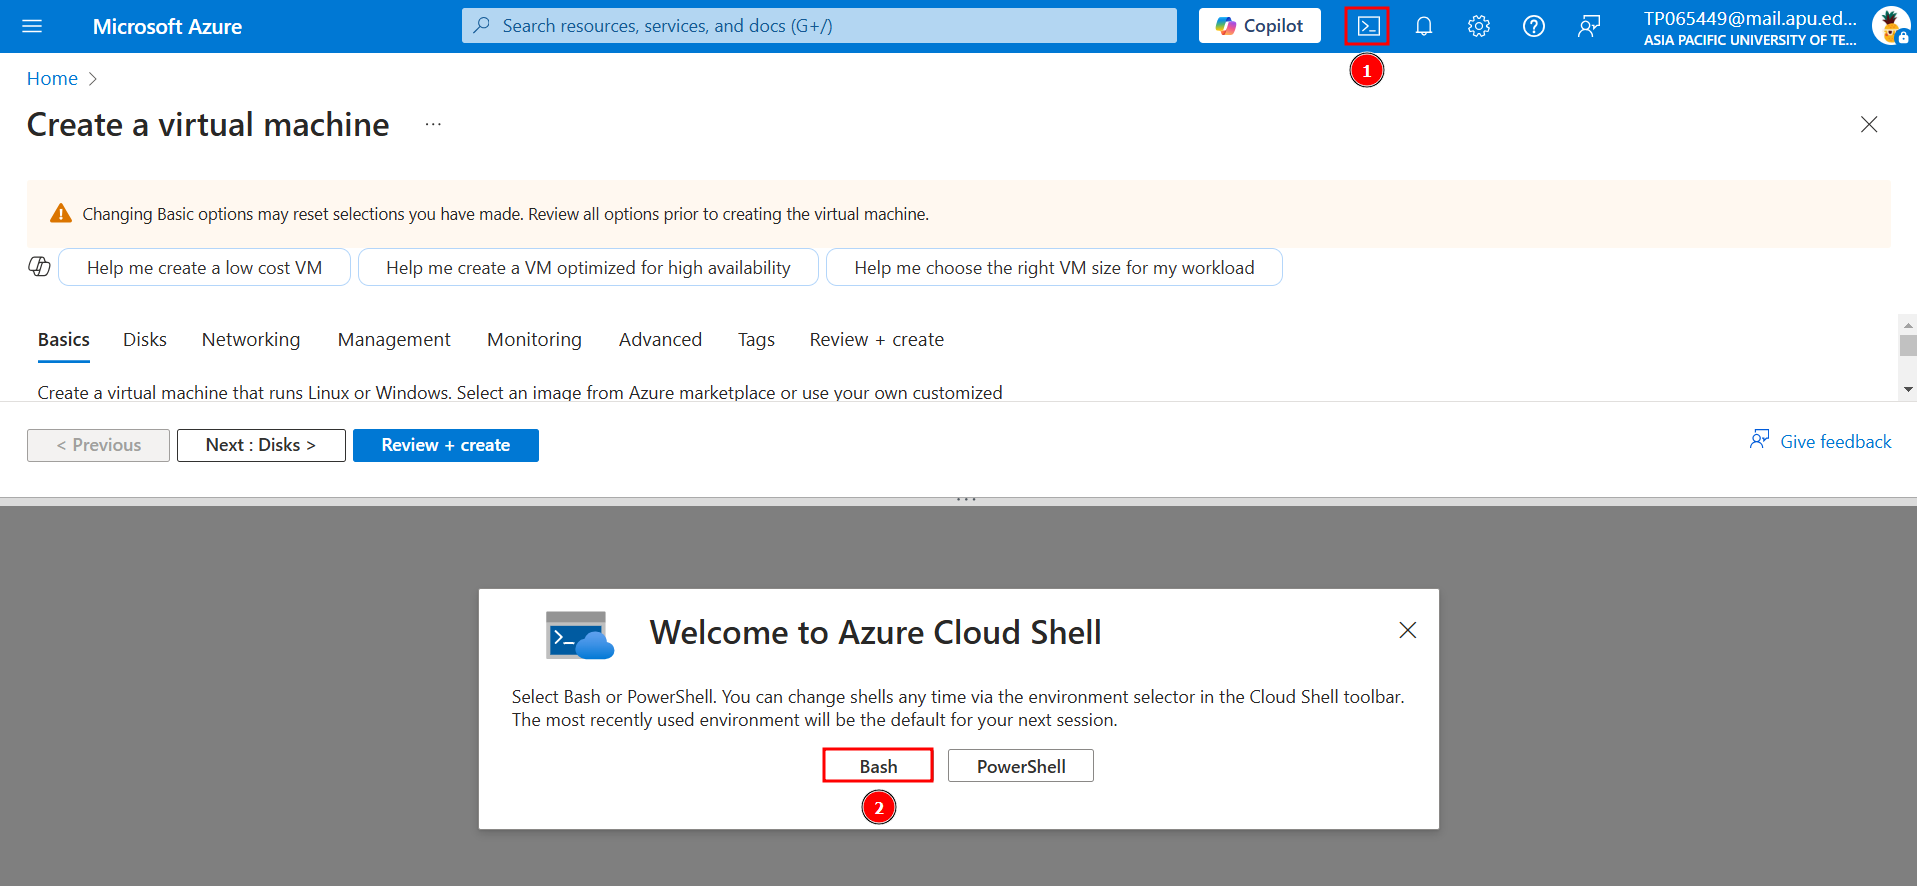 Microsoft Azure
Search resources, services, and docs (G+/)
Copilot
TP065449@mail.apu.ed...
ASIA PACIFIC UNIVERSITY OF TE...
1
Home
Create a virtual machine
...
Changing Basic options may reset selections you have made. Review all options prior to creating the virtual machine.
Help me create a low cost VM
Help me create a VM optimized for high availability
Help me choose the right VM size for my workload
Basics Disks Networking Management Monitoring Advanced Tags Review + create
Create a virtual machine that runs Linux or Windows. Select an image from Azure marketplace or use your own customized
< Previous
Next : Disks >
Review + create
Give feedback
Welcome to Azure Cloud Shell
Select Bash or PowerShell. You can change shells any time via the environment selector in the Cloud Shell toolbar.
The most recently used environment will be the default for your next session.
Bash
PowerShell
2